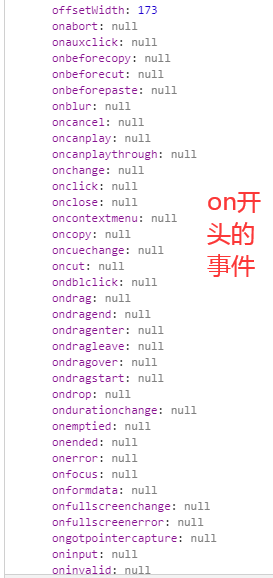 offsetWidth: 173
onabort: null
onauxclick: null
onbeforecopy: null
onbeforecut: null
onbeforepaste: null
onblur: null
oncancel: null
oncanplay: null
oncanplaythrough: null
onchange: null
onclick: null
onclose: null
oncontextmenu: null
oncopy: null
oncuechange: null
oncut: null
ondblclick: null
ondrag: null
ondragend: null
ondragenter: null
ondragleave: null
ondragover: null
ondragstart: null
ondrop: null
ondurationchange: null
onemptied: null
onended: null
onerror: null
onfocus: null
onformdata: null
onfullscreenchange: null
onfullscreenerror: null
ongotpointercapture: null
oninput: null
oninvalid: null
on开
头的
事件